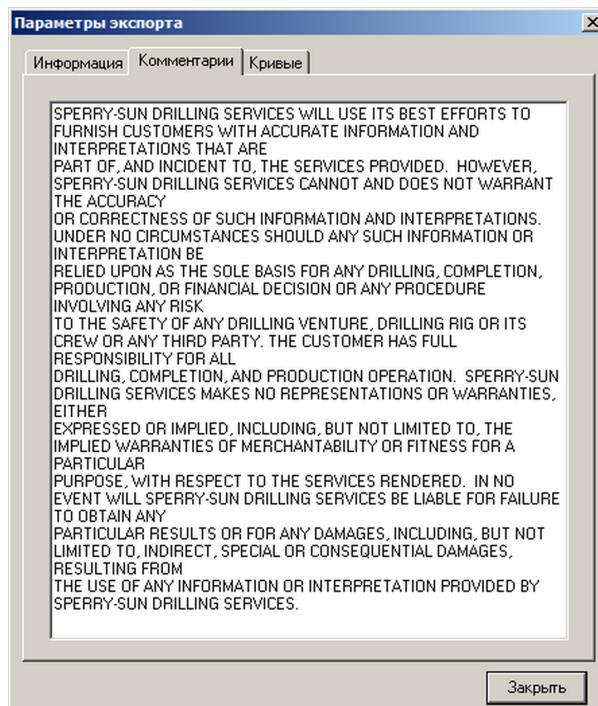 Параметры экспорта
Информация Комментарии Кривые
SPERRY-SUN DRILLING SERVICES WILL USE ITS BEST EFFORTS TO
FURNISH CUSTOMERS WITH ACCURATE INFORMATION AND
INTERPRETATIONS THAT ARE
PART OF, AND INCIDENT TO, THE SERVICES PROVIDED.  HOWEVER,
SPERRY-SUN DRILLING SERVICES CANNOT AND DOES NOT WARRANT
THE ACCURACY
OR CORRECTNESS OF SUCH INFORMATION AND INTERPRETATIONS.
UNDER NO CIRCUMSTANCES SHOULD ANY SUCH INFORMATION OR
INTERPRETATION BE
RELIED UPON AS THE SOLE BASIS FOR ANY DRILLING, COMPLETION,
PRODUCTION, OR FINANCIAL DECISION OR ANY PROCEDURE
INVOLVING ANY RISK
TO THE SAFETY OF ANY DRILLING VENTURE, DRILLING RIG OR ITS
CREW OR ANY THIRD PARTY. THE CUSTOMER HAS FULL
RESPONSIBILITY FOR ALL
DRILLING, COMPLETION, AND PRODUCTION OPERATION.  SPERRY-SUN
DRILLING SERVICES MAKES NO REPRESENTATIONS OR WARRANTIES,
EITHER
EXPRESSED OR IMPLIED, INCLUDING, BUT NOT LIMITED TO, THE
IMPLIED WARRANTIES OF MERCHANTABILITY OR FITNESS FOR A
PARTICULAR
PURPOSE, WITH RESPECT TO THE SERVICES RENDERED.  IN NO
EVENT WILL SPERRY-SUN DRILLING SERVICES BE LIABLE FOR FAILURE
TO OBTAIN ANY
PARTICULAR RESULTS OR FOR ANY DAMAGES, INCLUDING, BUT NOT
LIMITED TO, INDIRECT, SPECIAL OR CONSEQUENTIAL DAMAGES,
RESULTING FROM
THE USE OF ANY INFORMATION OR INTERPRETATION PROVIDED BY
SPERRY-SUN DRILLING SERVICES.
Закрыть